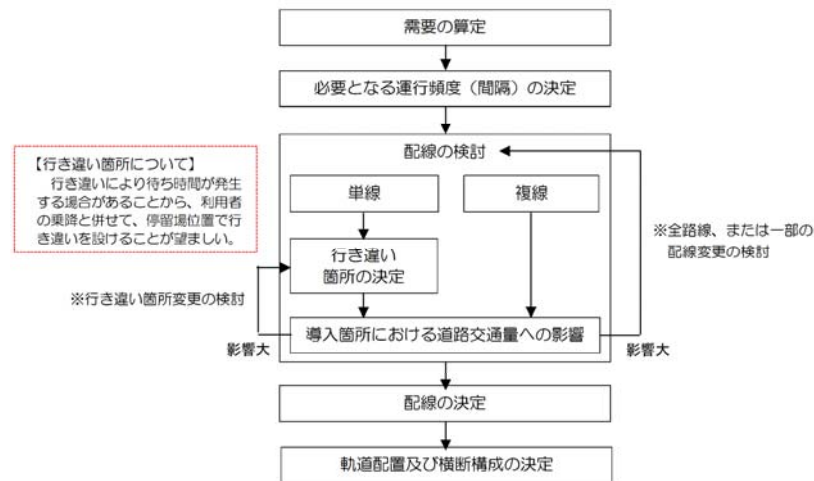 需要の算定
必要となる運行頻度（間隔）の決定
配線の検討
【行き違い箇所について】
行き違いにより待ち時間が発生
する場合があることから、利用者
の乗降と併せて、停留場位置で行
き違いを設けることが望ましい。
単線
複線
行き違い
箇所の決定
※全路線、または一部の
配線変更の検討
※行き違い箇所変更の検討
導入箇所における道路交通量への影響
影響大
影響大
配線の決定
軌道配置及び横断構成の決定